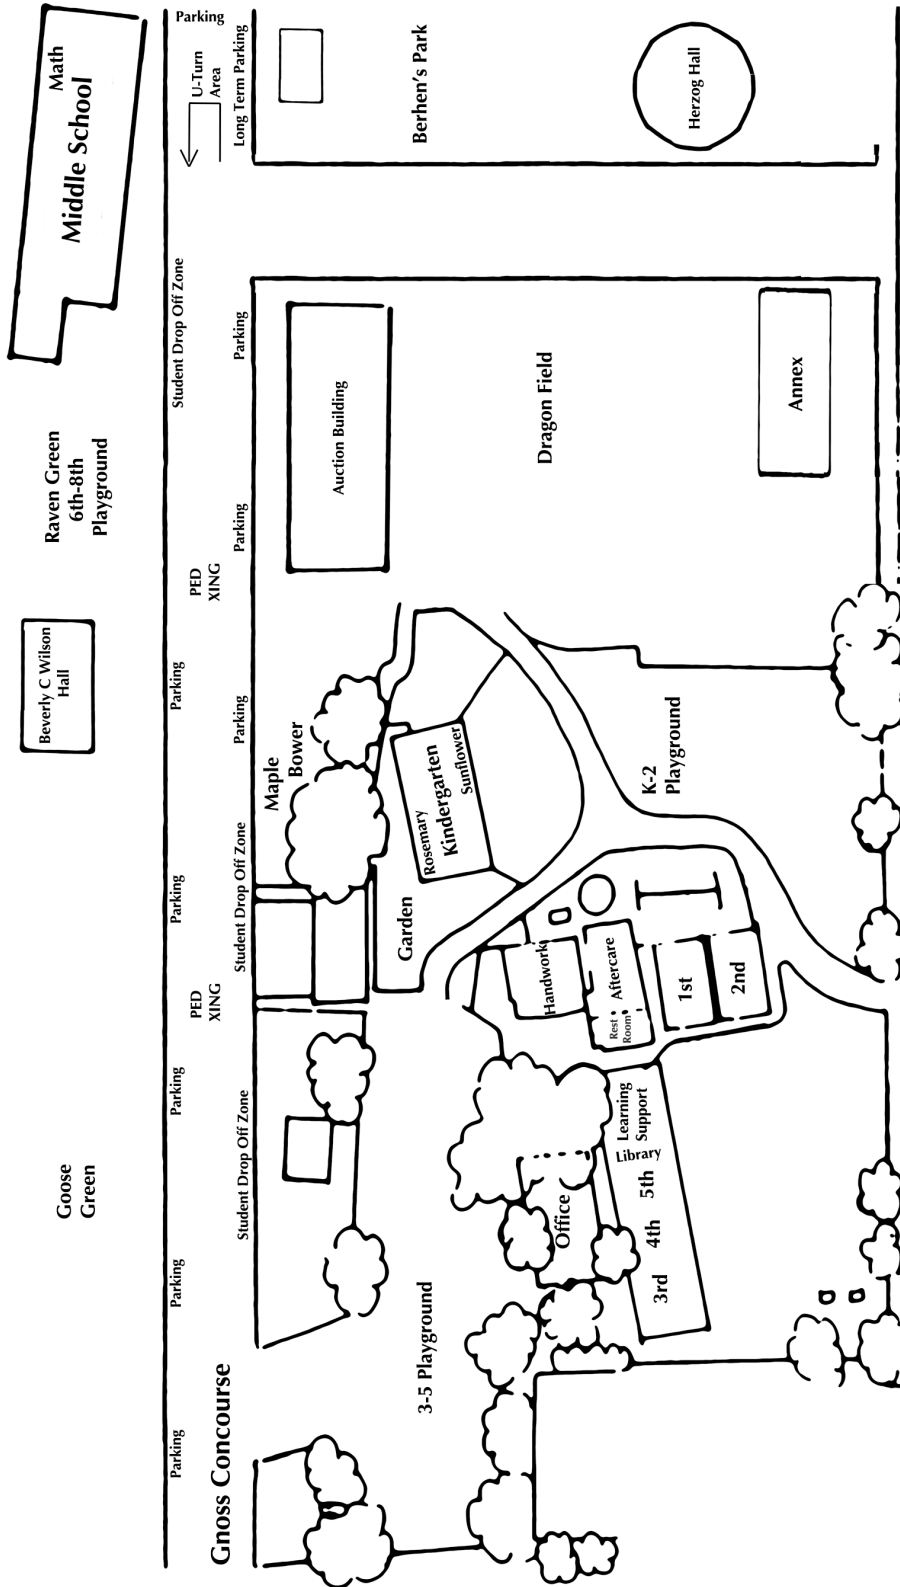 Math
Middle School
Raven Green
6th-8th
Playground
Beverly C Wilson
Hall
Goose
Green
Parking
U-Turn
Area
Long Term Parking
Berhen's Park
Herzog Hall
Student Drop Off Zone
Parking
Parking
PED
XING
Parking
Parking
Parking
Student Drop Off Zone
PED
XING
Parking
Student Drop Off Zone
Parking
Parking
Gnoss Concourse
Auction Building
Dragon Field
Annex
Maple
Bower
Rosemary
Kindergarten
Sunflower
K-2
Playground
Garden
Handwork
Aftercare
Rest
Room
1st
2nd
Learning
Support
Library
5th
4th
3rd
Office
3-5 Playground